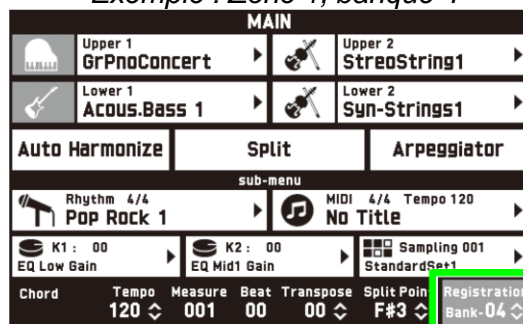 Exemple : Zone 1, banque 4
MAIN
Upper 1
GrPnoConcert
Upper 2
StreoString1
Lower 1
Acous.Bass 1
Lower 2
Syn-Strings1
Auto Harmonize Split Arpeggiator
sub-menu
Rhythm 4/4
Pop Rock 1
MIDI 4/4 Tempo 120
No Title
K1 : 00
EQ Low Gain
K2 : 00
EQ Mid1 Gain
Sampling 001
StandardSet1
Chord Tempo Measure Beat Transpose Split Point Registration
120 001 00 00 F#3 Bank-04